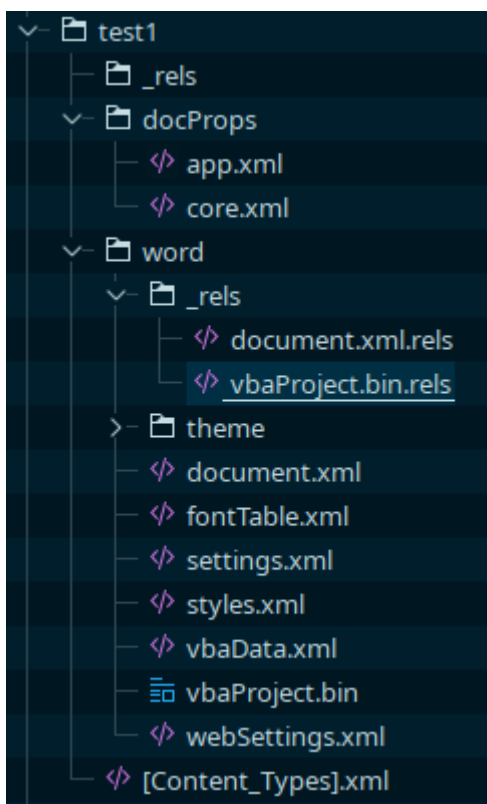 test1
_rels
docProps
app.xml
core.xml
word
_rels
document.xml.rels
vbaProject.bin.rels
theme
document.xml
fontTable.xml
settings.xml
styles.xml
vbaData.xml
vbaProject.bin
webSettings.xml
[Content_Types].xml